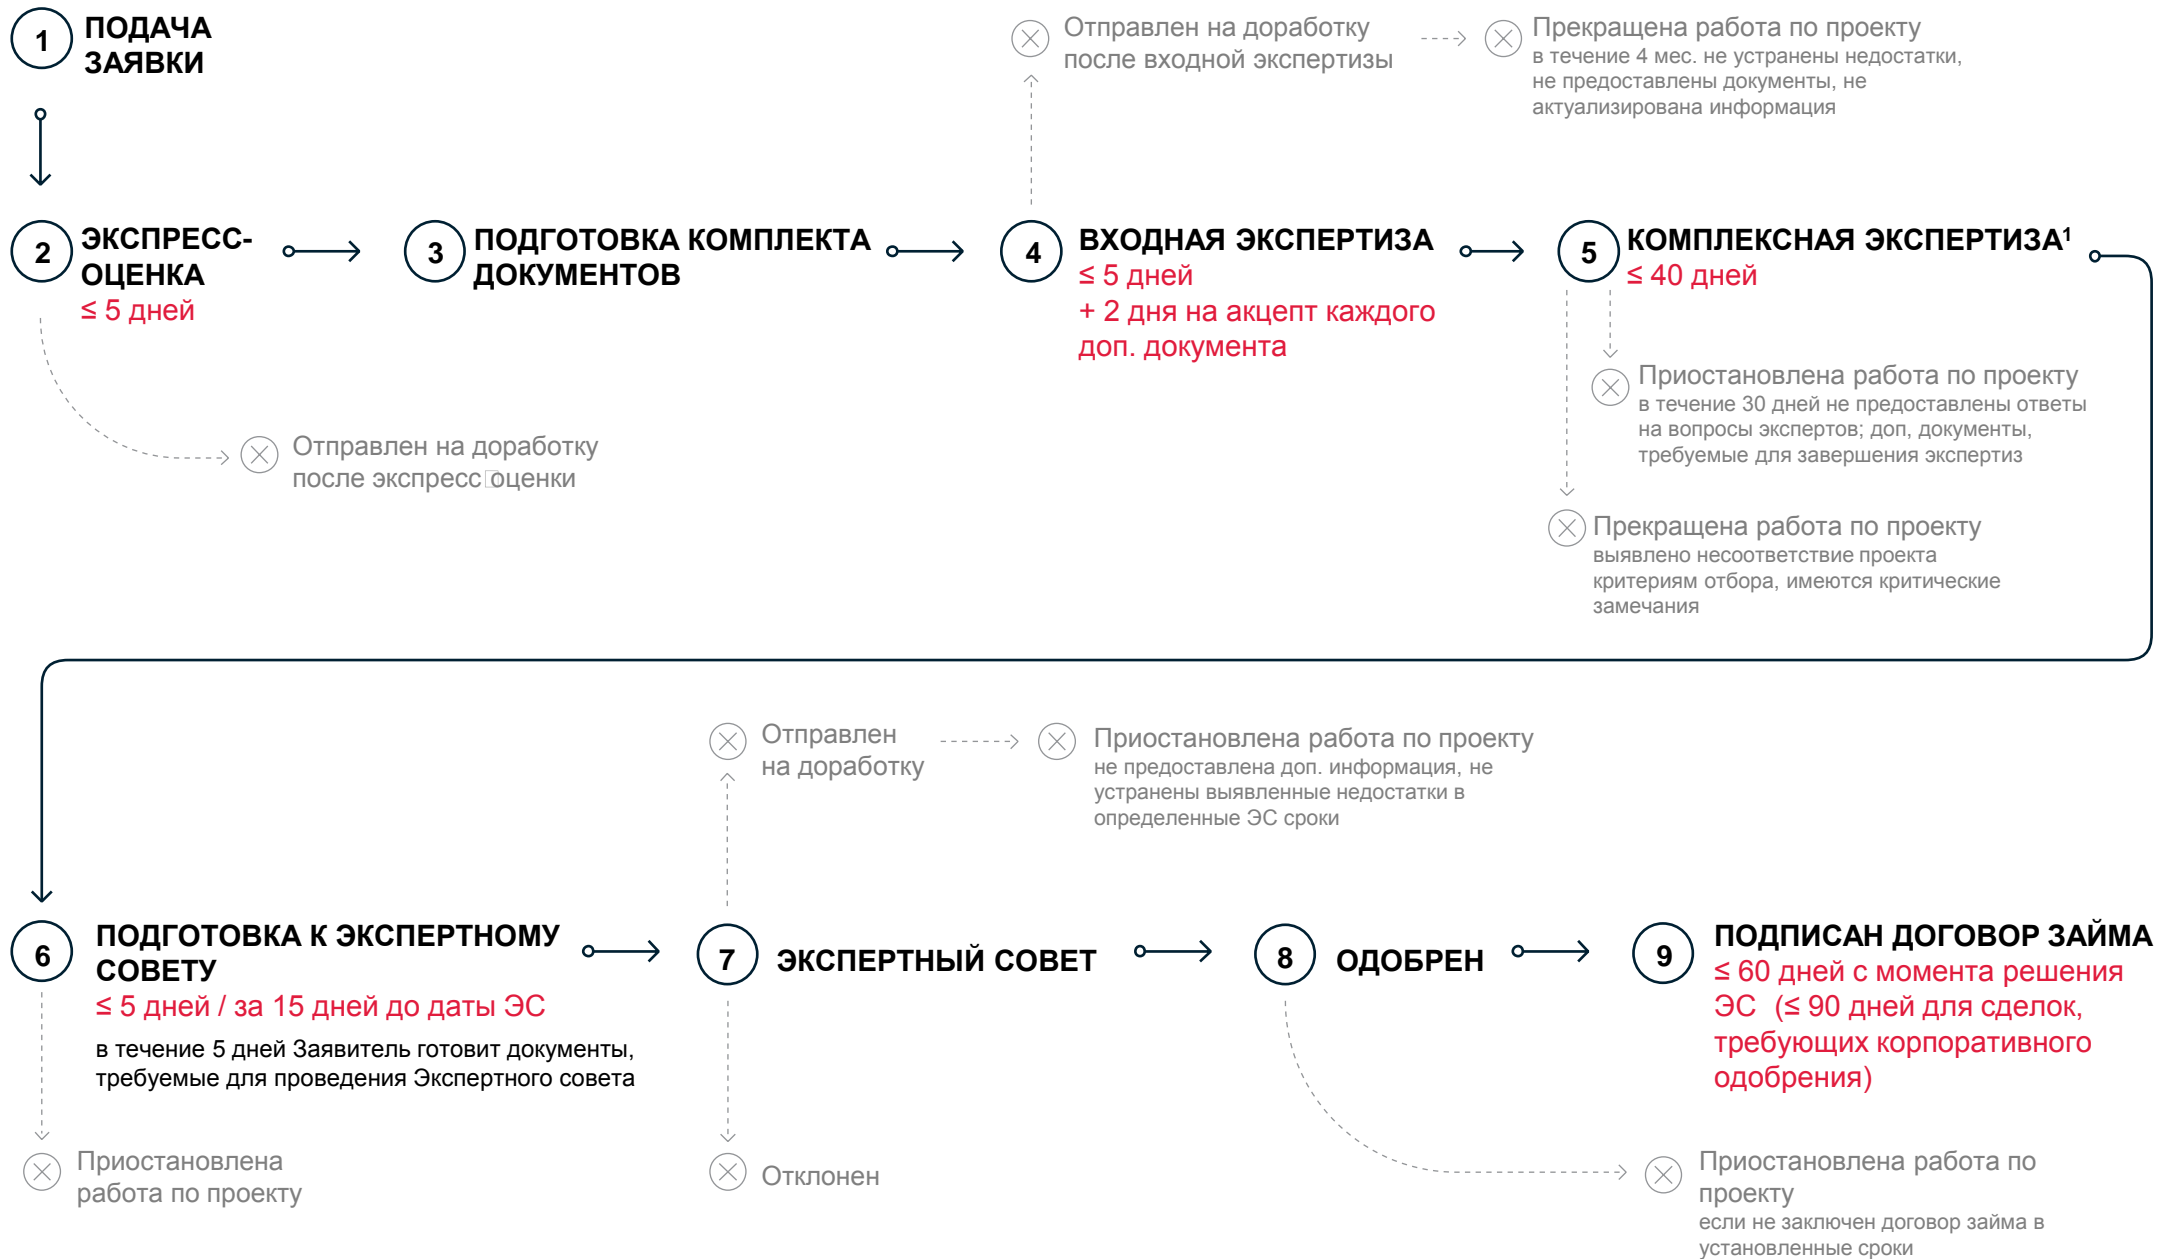 1
ПОДАЧА
ЗАЯВКИ
Отправлен на доработку
после входной экспертизы
Прекращена работа по проекту
в течение 4 мес. не устранены недостатки,
не предоставлены документы, не
актуализирована информация
2
ЭКСПРЕСС-
ОЦЕНКА
≤ 5 дней
3
ПОДГОТОВКА КОМПЛЕКТА
ДОКУМЕНТОВ
4
ВХОДНАЯ ЭКСПЕРТИЗА
≤ 5 дней
+ 2 дня на акцепт каждого
доп. документа
5
КОМПЛЕКСНАЯ ЭКСПЕРТИЗА¹
≤ 40 дней
Отправлен на доработку
после экспресс оценки
Приостановлена работа по проекту
в течение 30 дней не предоставлены ответы
на вопросы экспертов; доп, документы,
требуемые для завершения экспертиз
Прекращена работа по проекту
выявлено несоответствие проекта
критериям отбора, имеются критические
замечания
Отправлен
на доработку
Приостановлена работа по проекту
не предоставлена доп. информация, не
устранены выявленные недостатки в
определенные ЭС сроки
6
ПОДГОТОВКА К ЭКСПЕРТНОМУ
СОВЕТУ
≤ 5 дней / за 15 дней до даты ЭС
в течение 5 дней Заявитель готовит документы,
требуемые для проведения Экспертного совета
7
ЭКСПЕРТНЫЙ СОВЕТ
8
ОДОБРЕН
9
ПОДПИСАН ДОГОВОР ЗАЙМА
≤ 60 дней с момента решения
ЭС (≤ 90 дней для сделок,
требующих корпоративного
одобрения)
Приостановлена
работа по проекту
Отклонен
Приостановлена работа по
проекту
если не заключен договор займа в
установленные сроки